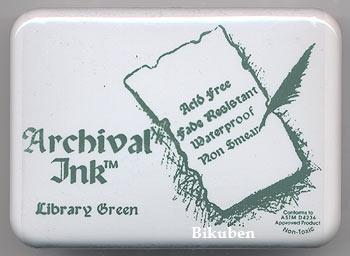 Acid Free
Fade Resistant
Waterproof
Non Smear
Archival™
Ink™
Library Green
Conforms to
ASTM D4236
Approved Product
Non-Toxic
Bikuben